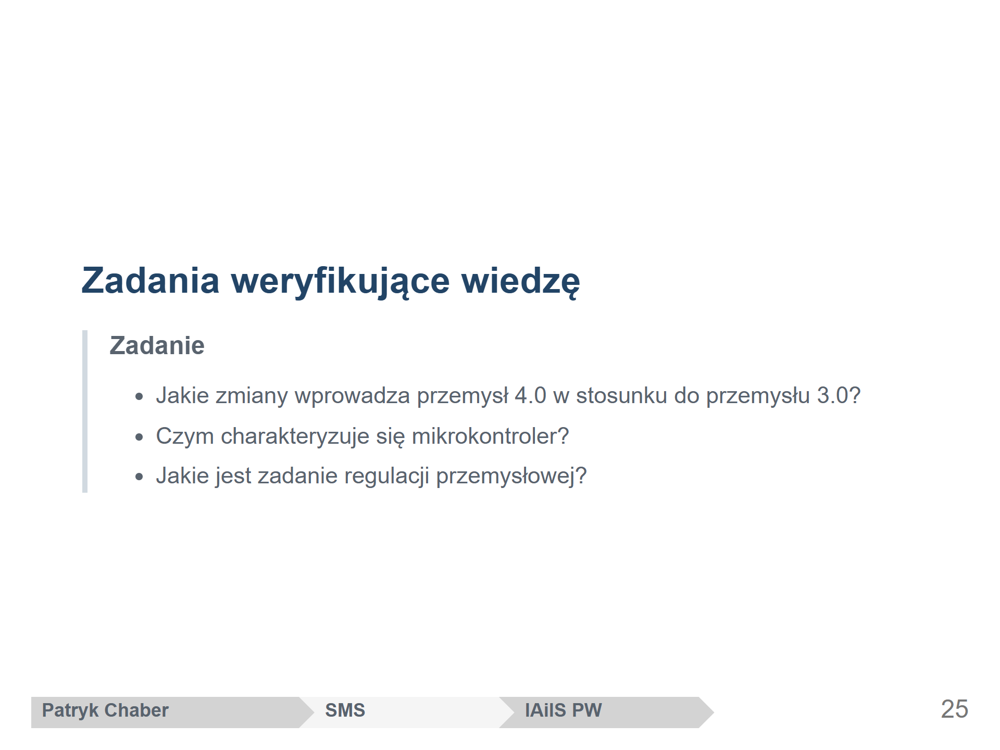 Zadania weryfikujące wiedzę
Zadanie
• Jakie zmiany wprowadza przemysł 4.0 w stosunku do przemysłu 3.0?
• Czym charakteryzuje się mikrokontroler?
• Jakie jest zadanie regulacji przemysłowej?
Patryk Chaber SMS IAiIS PW 25